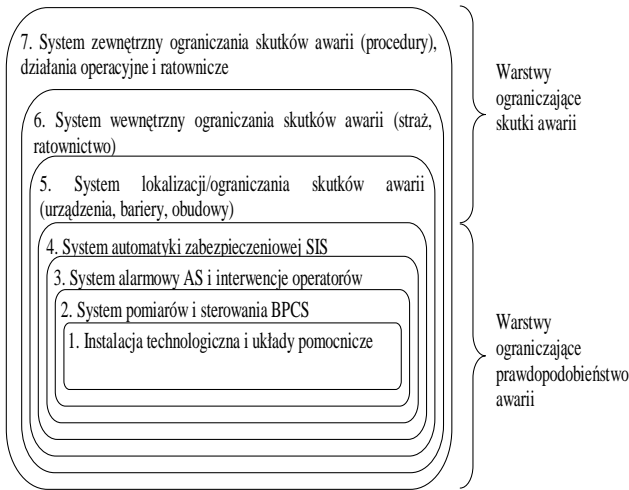 7. System zewnętrzny ograniczania skutków awarii (procedury),
działania operacyjne i ratownicze
6. System wewnętrzny ograniczania skutków awarii (straż,
ratownictwo)
5. System lokalizacji/ograniczania skutków awarii
(urządzenia, bariery, obudowy)
4. System automatyki zabezpieczeniowej SIS
3. System alarmowy AS i interwencje operatorów
2. System pomiarów i sterowania BPCS
1. Instalacja technologiczna i układy pomocnicze
Warstwy
ograniczające
skutki awarii
Warstwy
ograniczające
prawdopodobieństwo
awarii